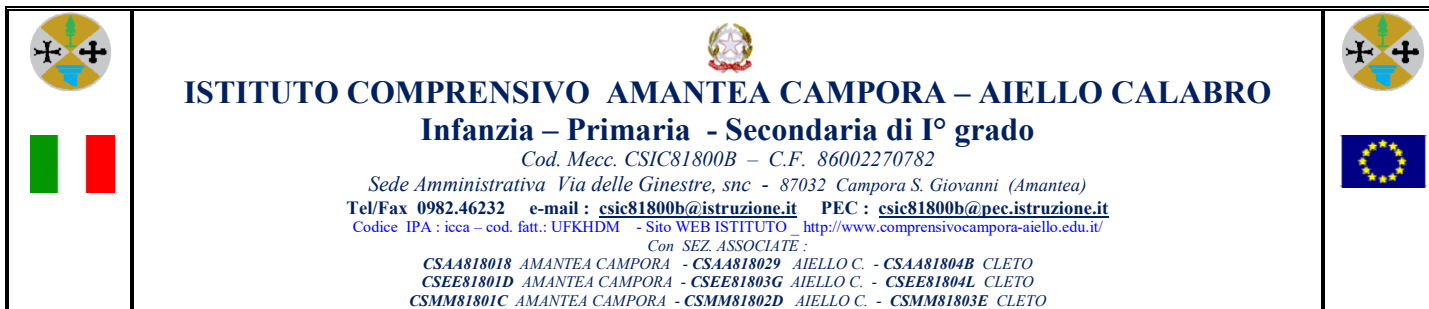 ISTITUTO COMPRENSIVO AMANTEA CAMPORA – AIELLO CALABRO
Infanzia – Primaria - Secondaria di I° grado
Cod. Mecc. CSIC81800B – C.F. 86002270782
Sede Amministrativa Via delle Ginestre, snc - 87032 Campora S. Giovanni (Amantea)
Tel/Fax 0982.46232 e-mail : csic81800b@istruzione.it PEC : csic81800b@pec.istruzione.it
Codice IPA : icca – cod. fatt.: UFKHDM - Sito WEB ISTITUTO _ http://www.comprensivocampora-aiello.edu.it/
Con SEZ. ASSOCIATE :
CSAA818018 AMANTEA CAMPORA - CSAA818029 AIELLO C. - CSAA81804B CLETO
CSEE81801D AMANTEA CAMPORA - CSEE81803G AIELLO C. - CSEE81804L CLETO
CSMM81801C AMANTEA CAMPORA - CSMM81802D AIELLO C. - CSMM81803E CLETO